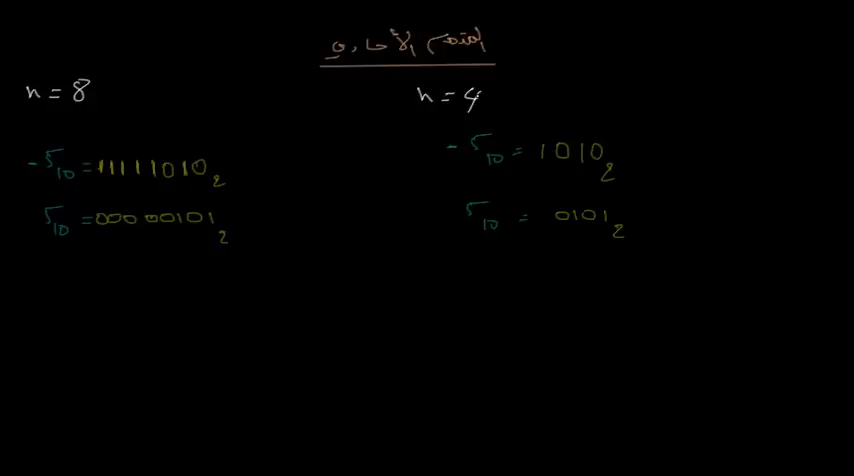 المتمم الأحادي
n = 8
n = 4
-5₁₀ = 11111010₂
-5₁₀ = 1010₂
5₁₀ = 00000101₂
5₁₀ = 0101₂